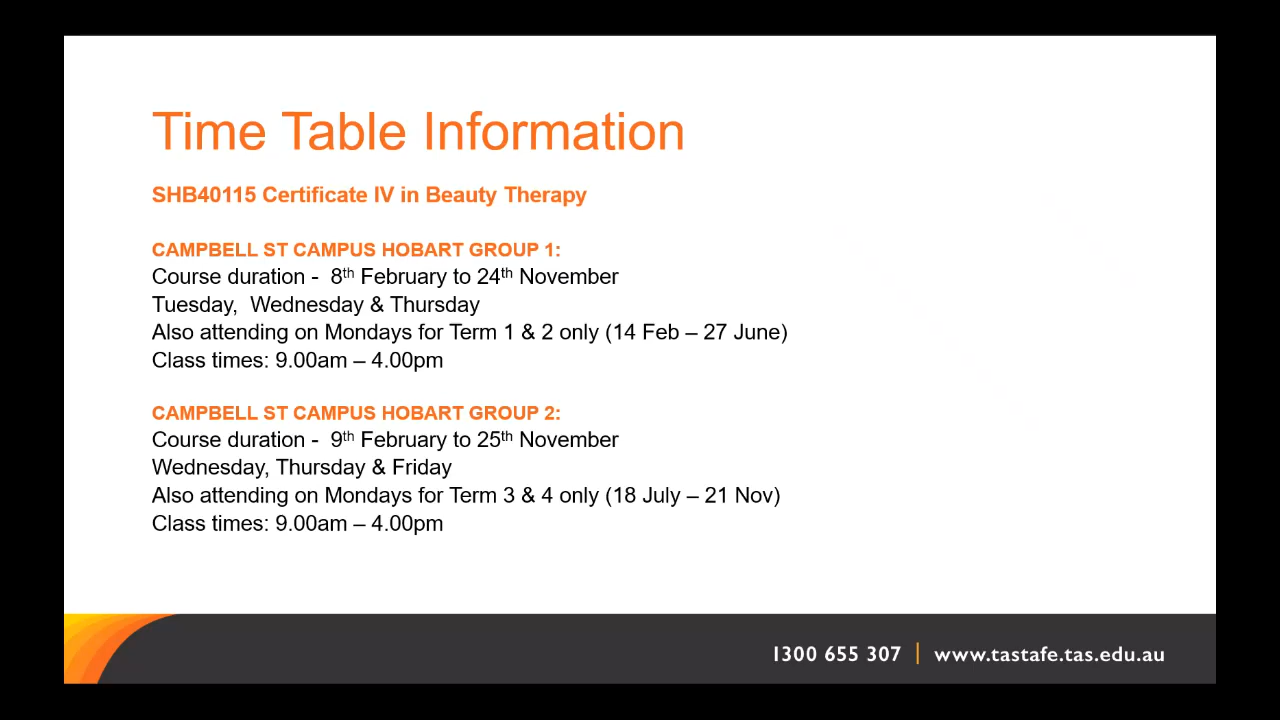 Time Table Information
SHB40115 Certificate IV in Beauty Therapy
CAMPBELL ST CAMPUS HOBART GROUP 1:
Course duration -  8th February to 24th November
Tuesday,  Wednesday & Thursday
Also attending on Mondays for Term 1 & 2 only (14 Feb – 27 June)
Class times: 9.00am – 4.00pm
CAMPBELL ST CAMPUS HOBART GROUP 2:
Course duration -  9th February to 25th November
Wednesday, Thursday & Friday
Also attending on Mondays for Term 3 & 4 only (18 July – 21 Nov)
Class times: 9.00am – 4.00pm
1300 655 307 | www.tastafe.tas.edu.au